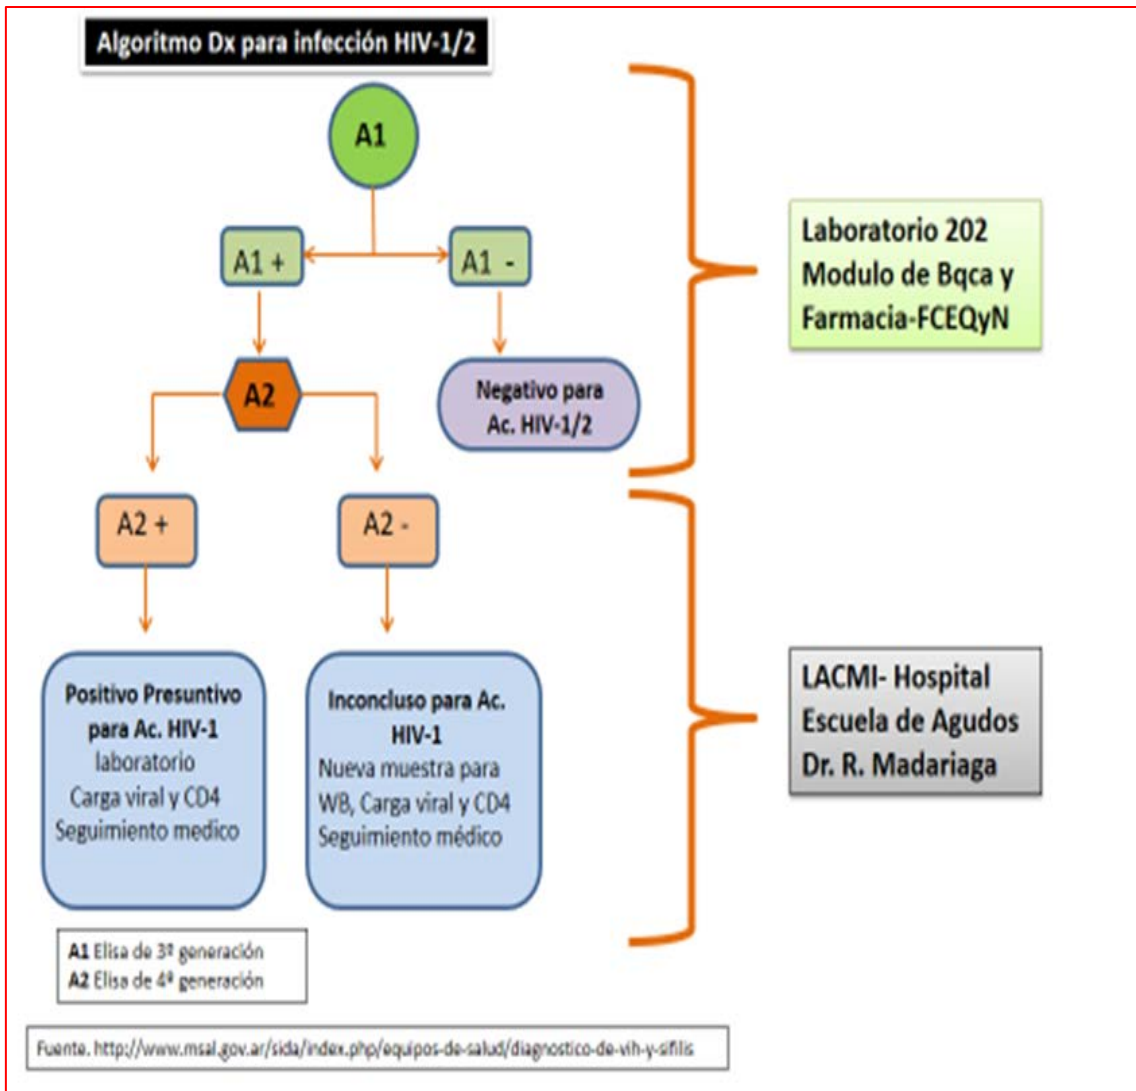 Algoritmo Dx para infección HIV-1/2
A1
A1 +
A1 -
A2
Negativo para
Ac. HIV-1/2
A2 +
A2 -
Positivo Presuntivo
para Ac. HIV-1
laboratorio
Carga viral y CD4
Seguimiento medico
Inconcluso para Ac.
HIV-1
Nueva muestra para
WB, Carga viral y CD4
Seguimiento médico
Laboratorio 202
Modulo de Bqca y
Farmacia-FCEQyN
LACMI- Hospital
Escuela de Agudos
Dr. R. Madariaga
A1 Elisa de 3ª generación
A2 Elisa de 4ª generación
Fuente. http://www.msal.gov.ar/sida/index.php/equipos-de-salud/diagnostico-de-vih-y-sifilis